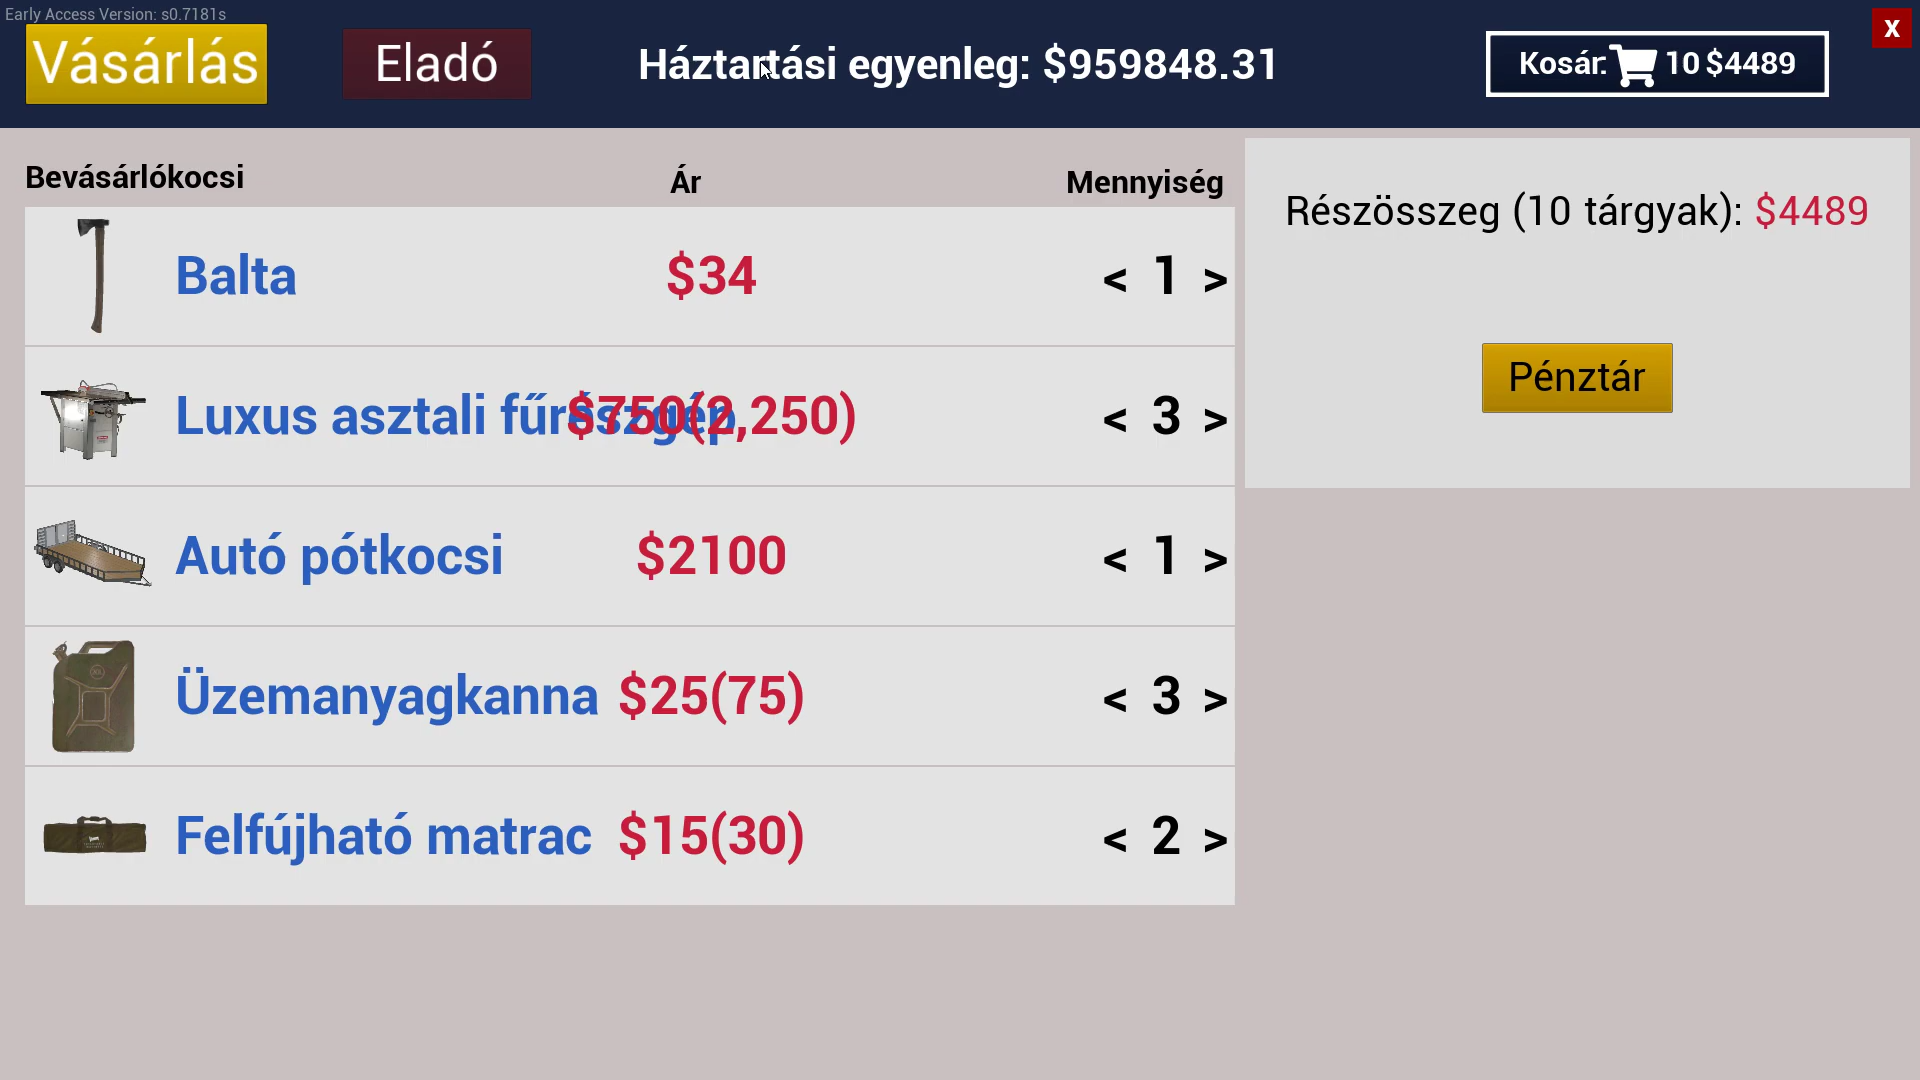 Early Access Version: s0.7181s
Vásárlás
Eladó
Háztartási egyenleg: $959848.31
Kosár: 10 $4489
X
Bevásárlókocsi
Ár
Mennyiség
Balta $34 < 1 >
Luxus asztali fűrészgép $750(2,250) < 3 >
Autó pótkocsi $2100 < 1 >
Üzemanyagkanna $25(75) < 3 >
Felfújható matrac $15(30) < 2 >
Részösszeg (10 tárgyak): $4489
Pénztár